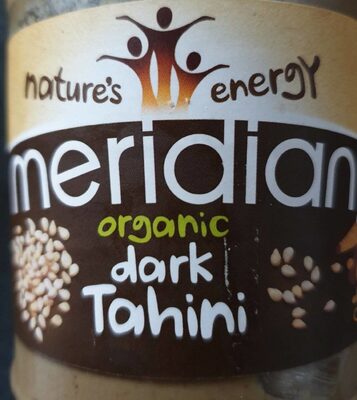 nature's energy
meridian
organic
dark
Tahini